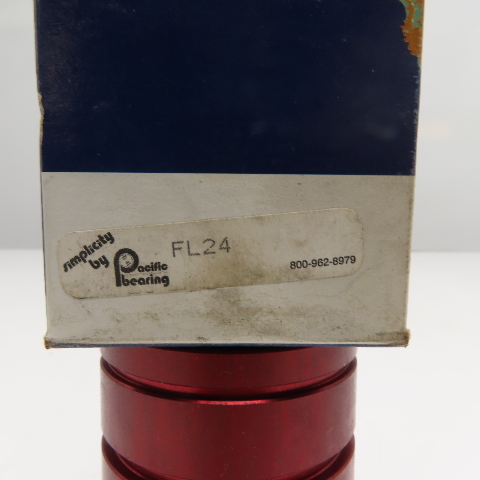 simplicity
by
Pacific
bearing
FL24
800-962-8979